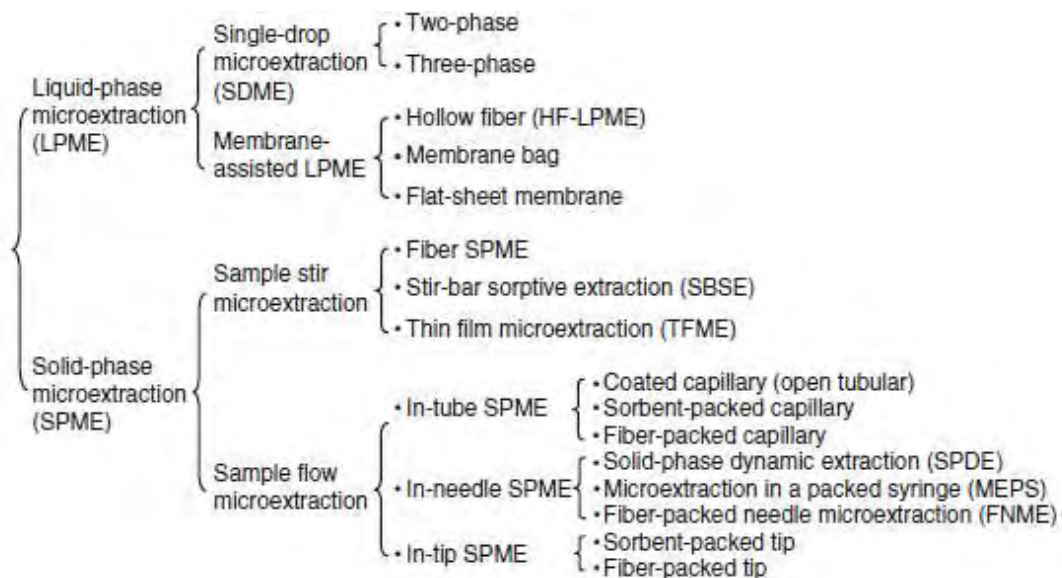 Liquid-phase
microextraction
(LPME)
Single-drop
microextraction
(SDME)
• Two-phase
• Three-phase
Membrane-
assisted LPME
• Hollow fiber (HF-LPME)
• Membrane bag
• Flat-sheet membrane
Solid-phase
microextraction
(SPME)
Sample stir
microextraction
• Fiber SPME
• Stir-bar sorptive extraction (SBSE)
• Thin film microextraction (TFME)
Sample flow
microextraction
• In-tube SPME
• Coated capillary (open tubular)
• Sorbent-packed capillary
• Fiber-packed capillary
• In-needle SPME
• Solid-phase dynamic extraction (SPDE)
• Microextraction in a packed syringe (MEPS)
• Fiber-packed needle microextraction (FNME)
• In-tip SPME
• Sorbent-packed tip
• Fiber-packed tip